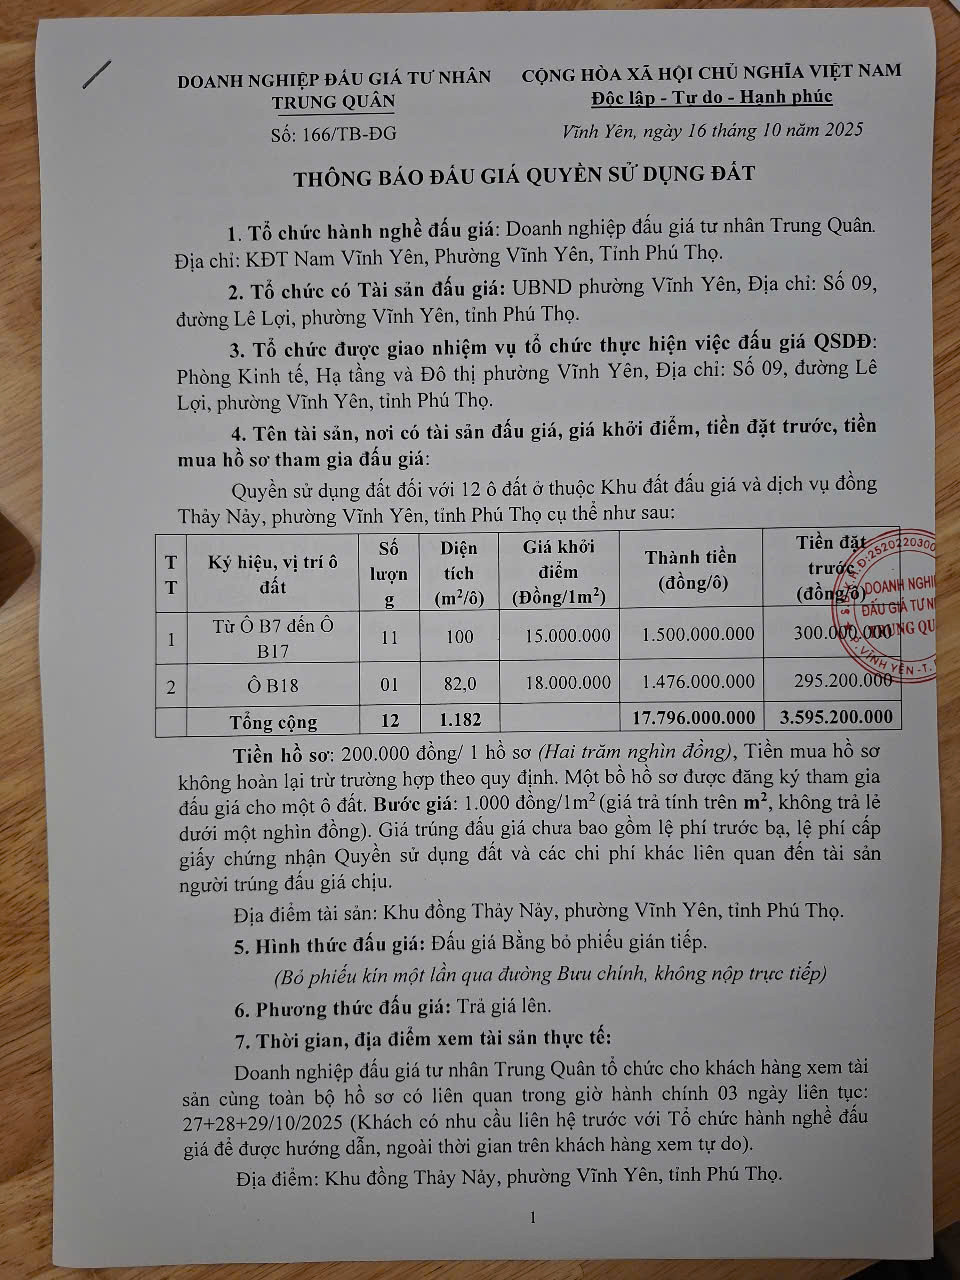 DOANH NGHIỆP ĐẤU GIÁ TƯ NHÂN
TRUNG QUÂN
Số: 166/TB-ĐG
CỘNG HÒA XÃ HỘI CHỦ NGHĨA VIỆT NAM
Độc lập - Tự do - Hạnh phúc
Vĩnh Yên, ngày 16 tháng 10 năm 2025
THÔNG BÁO ĐẤU GIÁ QUYỀN SỬ DỤNG ĐẤT
1. Tổ chức hành nghề đấu giá: Doanh nghiệp đấu giá tư nhân Trung Quân.
Địa chỉ: KĐT Nam Vĩnh Yên, Phường Vĩnh Yên, Tỉnh Phú Thọ.
2. Tổ chức có Tài sản đấu giá: UBND phường Vĩnh Yên, Địa chỉ: Số 09,
đường Lê Lợi, phường Vĩnh Yên, tỉnh Phú Thọ.
3. Tổ chức được giao nhiệm vụ tổ chức thực hiện việc đấu giá QSDĐ:
Phòng Kinh tế, Hạ tầng và Đô thị phường Vĩnh Yên, Địa chỉ: Số 09, đường Lê
Lợi, phường Vĩnh Yên, tỉnh Phú Thọ.
4. Tên tài sản, nơi có tài sản đấu giá, giá khởi điểm, tiền đặt trước, tiền
mua hồ sơ tham gia đấu giá:
Quyền sử dụng đất đối với 12 ô đất ở thuộc Khu đất đấu giá và dịch vụ đồng
Thảy Nảy, phường Vĩnh Yên, tỉnh Phú Thọ cụ thể như sau:
T
T
Ký hiệu, vị trí ô
đất
Số
lượn
g
Diện
tích
(m²/ô)
Giá khởi
điểm
(Đồng/1m²)
Thành tiền
(đồng/ô)
Tiền đặt
trước
(đồng/ô)
1
Từ Ô B7 đến Ô
B17
11
100
15.000.000
1.500.000.000
300.000.000
2
Ô B18
01
82,0
18.000.000
1.476.000.000
295.200.000
Tổng cộng
12
1.182
17.796.000.000
3.595.200.000
DOANH NGHI
ĐẤU GIÁ TƯ N
TRUNG QU
Tiền hồ sơ: 200.000 đồng/ 1 hồ sơ (Hai trăm nghìn đồng), Tiền mua hồ sơ
không hoàn lại trừ trường hợp theo quy định. Một bồ hồ sơ được đăng ký tham gia
đấu giá cho một ô đất. Bước giá: 1.000 đồng/1m² (giá trả tính trên m², không trả lẻ
dưới một nghìn đồng). Giá trúng đấu giá chưa bao gồm lệ phí trước bạ, lệ phí cấp
giấy chứng nhận Quyền sử dụng đất và các chi phí khác liên quan đến tài sản
người trúng đấu giá chịu.
Địa điểm tài sản: Khu đồng Thảy Nảy, phường Vĩnh Yên, tỉnh Phú Thọ.
5. Hình thức đấu giá: Đấu giá Bằng bỏ phiếu gián tiếp.
(Bỏ phiếu kín một lần qua đường Bưu chính, không nộp trực tiếp)
6. Phương thức đấu giá: Trả giá lên.
7. Thời gian, địa điểm xem tài sản thực tế:
Doanh nghiệp đấu giá tư nhân Trung Quân tổ chức cho khách hàng xem tài
sản cùng toàn bộ hồ sơ có liên quan trong giờ hành chính 03 ngày liên tục:
27+28+29/10/2025 (Khách có nhu cầu liên hệ trước với Tổ chức hành nghề đấu
giá để được hướng dẫn, ngoài thời gian trên khách hàng xem tự do).
Địa điểm: Khu đồng Thảy Nảy, phường Vĩnh Yên, tỉnh Phú Thọ.
1